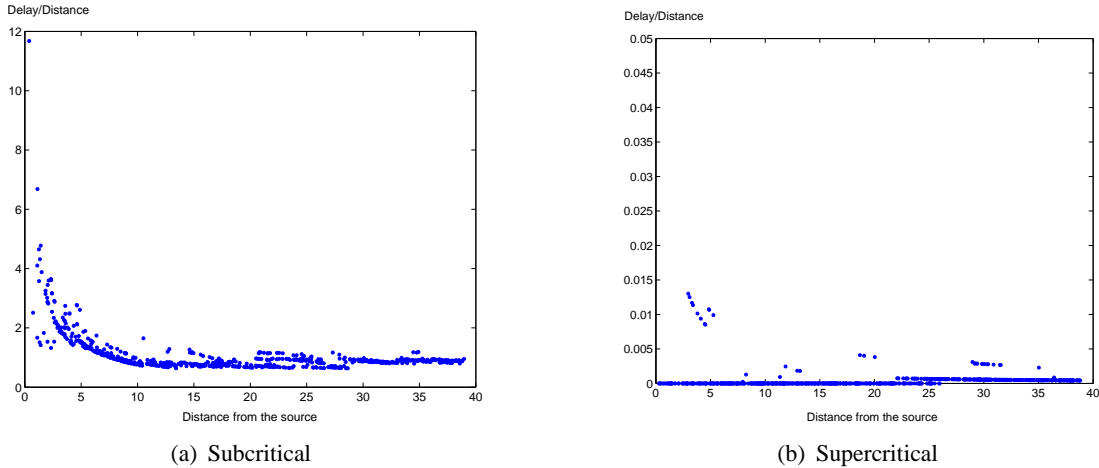 Delay/Distance
12
10
8
6
4
2
0
0 5 10 15 20 25 30 35 40
Distance from the source
(a) Subcritical
Delay/Distance
0.05
0.045
0.04
0.035
0.03
0.025
0.02
0.015
0.01
0.005
0
0 5 10 15 20 25 30 35 40
Distance from the source
(b) Supercritical